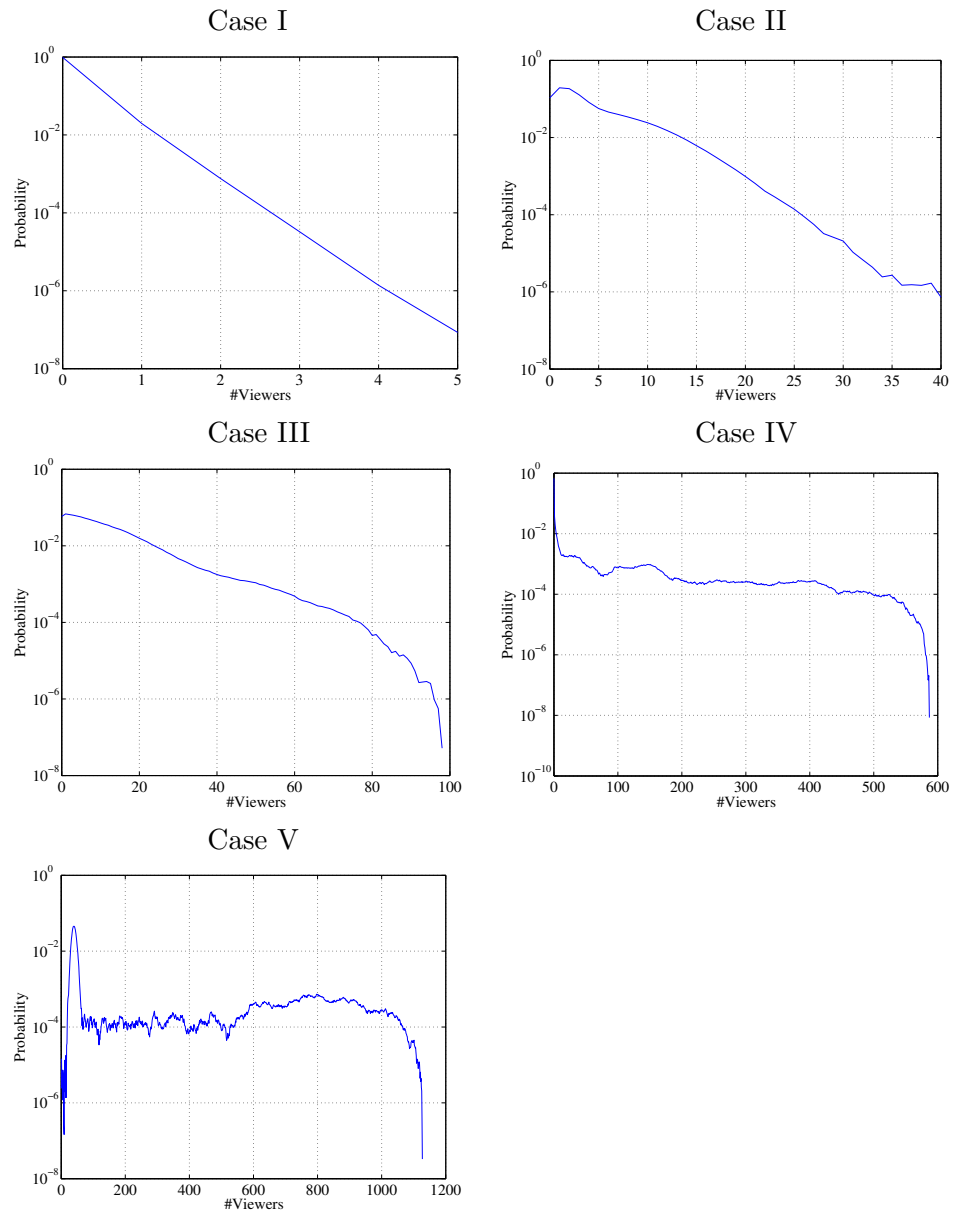 Case I
10^0
10^−2
10^−4
10^−6
10^−8
Probability
0 1 2 3 4 5
#Viewers
Case II
10^0
10^−2
10^−4
10^−6
10^−8
Probability
0 5 10 15 20 25 30 35 40
#Viewers
Case III
10^0
10^−2
10^−4
10^−6
10^−8
Probability
0 20 40 60 80 100
#Viewers
Case IV
10^0
10^−2
10^−4
10^−6
10^−8
10^−10
Probability
0 100 200 300 400 500 600
#Viewers
Case V
10^0
10^−2
10^−4
10^−6
10^−8
Probability
0 200 400 600 800 1000 1200
#Viewers